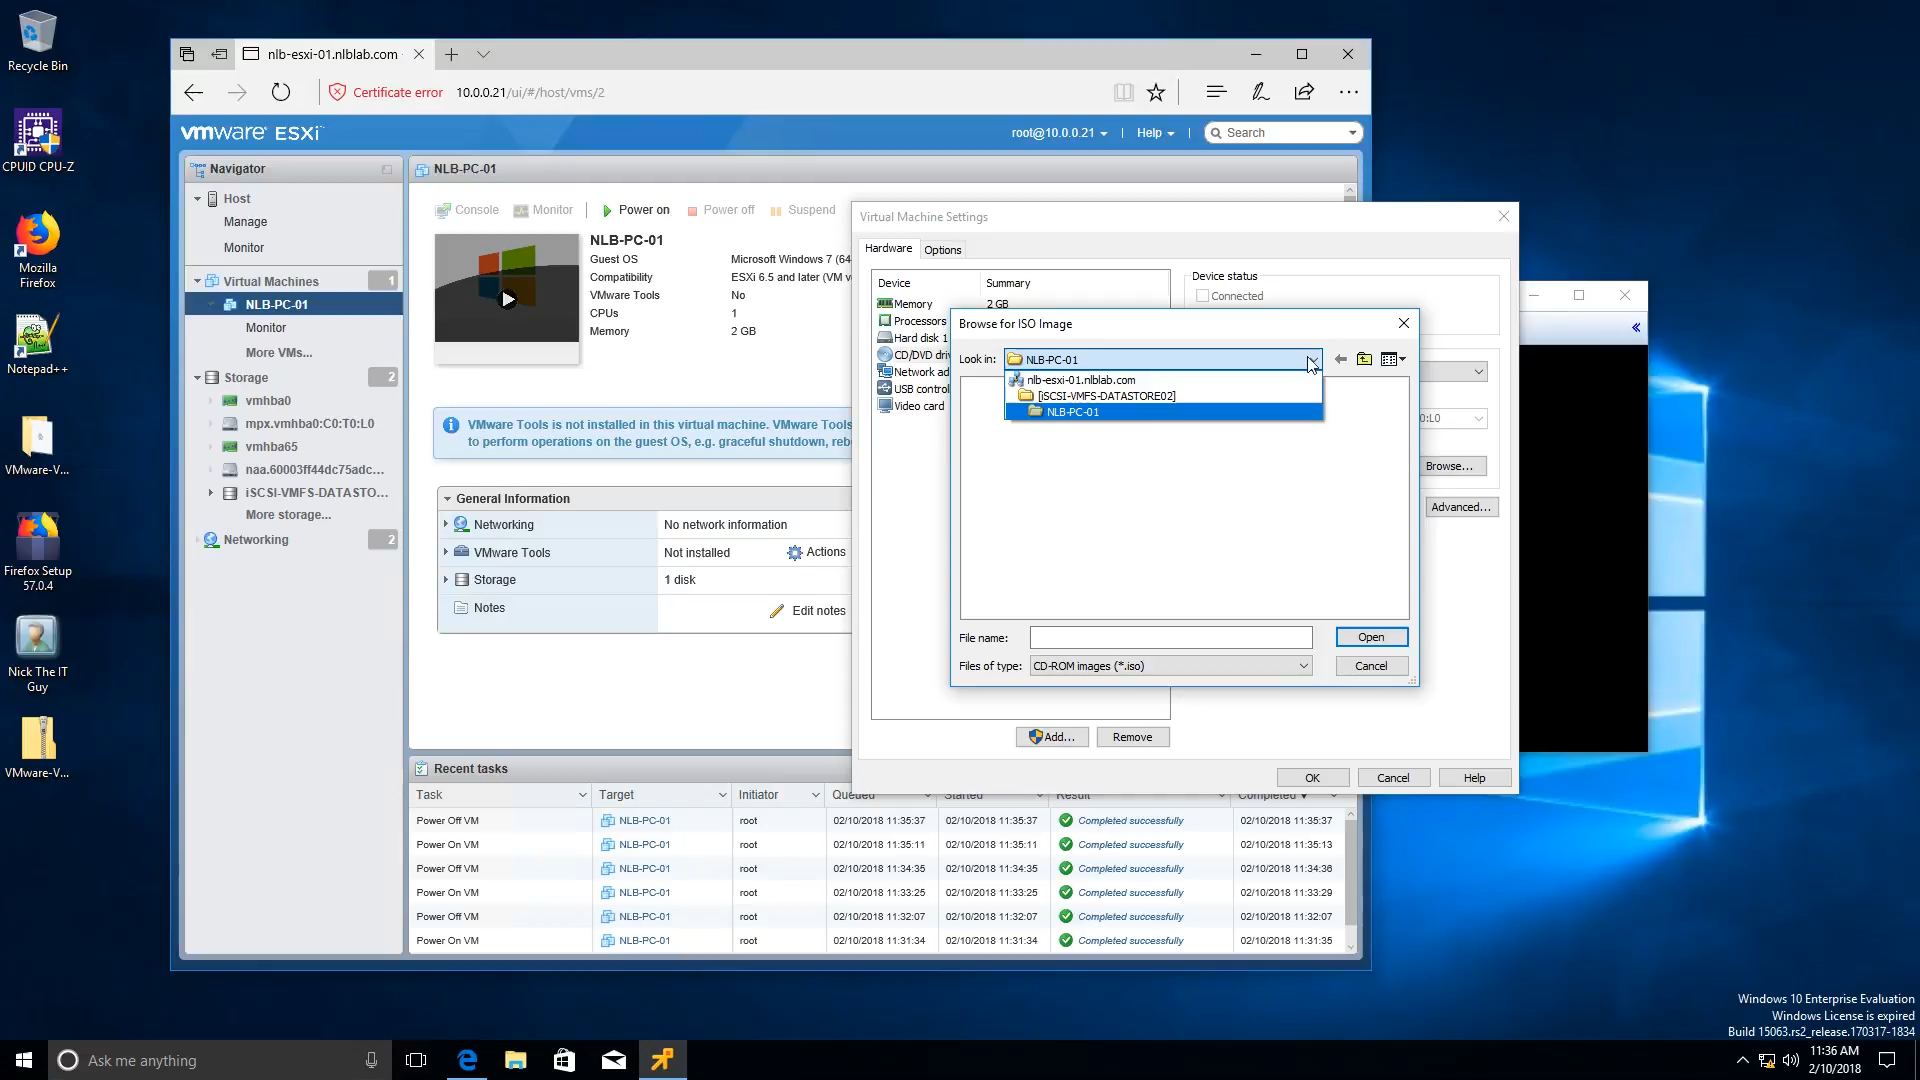 Recycle Bin
CPUID CPU-Z
Mozilla
Firefox
Notepad++
VMware-V...
Firefox Setup
57.0.4
Nick The IT
Guy
VMware-V...
nlb-esxi-01.nlblab.com
Certificate error
10.0.0.21/ui/#/host/vms/2
vmware ESXi
root@10.0.0.21
Help
Search
Navigator
Host
Manage
Monitor
Virtual Machines
1
NLB-PC-01
Monitor
More VMs...
Storage
2
vmhba0
mpx.vmhba0:C0:T0:L0
vmhba65
naa.60003ff44dc75adc...
iSCSI-VMFS-DATASTO...
More storage...
Networking
2
NLB-PC-01
Console
Monitor
Power on
Power off
Suspend
NLB-PC-01
Guest OS
Microsoft Windows 7 (64
Compatibility
ESXi 6.5 and later (VM v
VMware Tools
No
CPUs
1
Memory
2 GB
VMware Tools is not installed in this virtual machine. VMware Tools
to perform operations on the guest OS, e.g. graceful shutdown, reb
General Information
Networking
No network information
VMware Tools
Not installed
Actions
Storage
1 disk
Notes
Edit notes
Virtual Machine Settings
Hardware
Options
Device
Summary
Memory
2 GB
Processors
Hard disk 1
CD/DVD driv
Network ad
USB control
Video card
Device status
Connected
0:L0
Browse...
Advanced...
Add...
Remove
OK
Cancel
Help
Browse for ISO Image
Look in:
NLB-PC-01
nlb-esxi-01.nlblab.com
[iSCSI-VMFS-DATASTORE02]
NLB-PC-01
File name:
Open
Files of type:
CD-ROM images (*.iso)
Cancel
Recent tasks
Task
Target
Initiator
Queued
Started
Result
Completed
Power Off VM NLB-PC-01 root 02/10/2018 11:35:37 02/10/2018 11:35:37 Completed successfully 02/10/2018 11:35:37
Power On VM NLB-PC-01 root 02/10/2018 11:35:11 02/10/2018 11:35:11 Completed successfully 02/10/2018 11:35:13
Power Off VM NLB-PC-01 root 02/10/2018 11:34:35 02/10/2018 11:34:35 Completed successfully 02/10/2018 11:34:36
Power On VM NLB-PC-01 root 02/10/2018 11:33:25 02/10/2018 11:33:25 Completed successfully 02/10/2018 11:33:29
Power Off VM NLB-PC-01 root 02/10/2018 11:32:07 02/10/2018 11:32:07 Completed successfully 02/10/2018 11:32:07
Power On VM NLB-PC-01 root 02/10/2018 11:31:34 02/10/2018 11:31:34 Completed successfully 02/10/2018 11:31:35
Windows 10 Enterprise Evaluation
Windows License is expired
Build 15063.rs2_release.170317-1834
Ask me anything
11:36 AM
2/10/2018